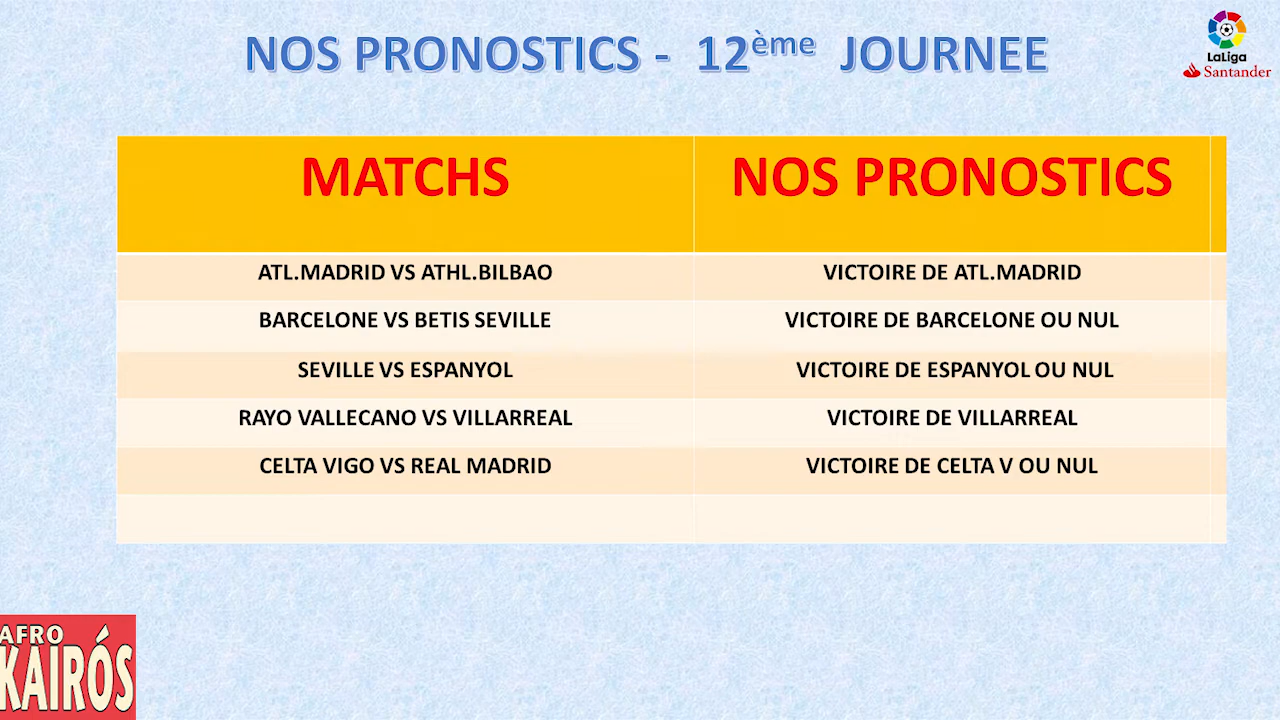 NOS PRONOSTICS - 12ème JOURNEE
LaLiga
Santander
MATCHS NOS PRONOSTICS
ATL.MADRID VS ATHL.BILBAO VICTOIRE DE ATL.MADRID
BARCELONE VS BETIS SEVILLE VICTOIRE DE BARCELONE OU NUL
SEVILLE VS ESPANYOL VICTOIRE DE ESPANYOL OU NUL
RAYO VALLECANO VS VILLARREAL VICTOIRE DE VILLARREAL
CELTA VIGO VS REAL MADRID VICTOIRE DE CELTA V OU NUL
AFRO
KAIRÓS